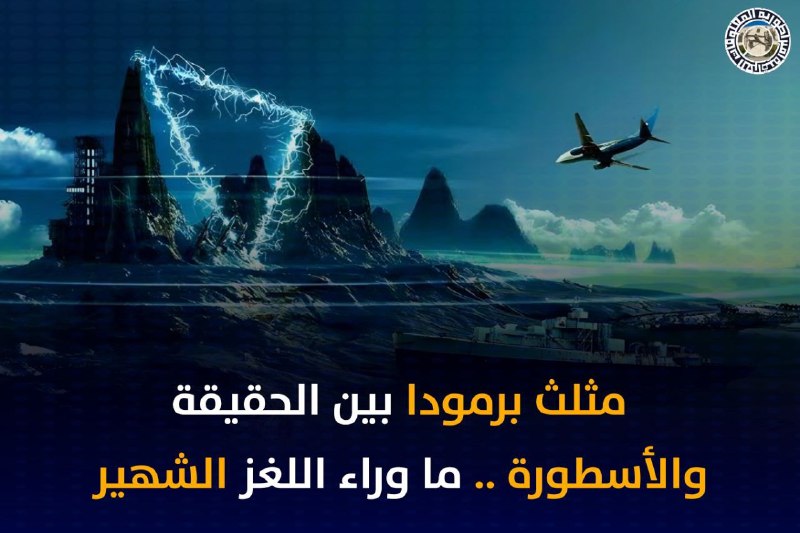 مثلث برمودا بين الحقيقة
والأسطورة .. ما وراء اللغز الشهير